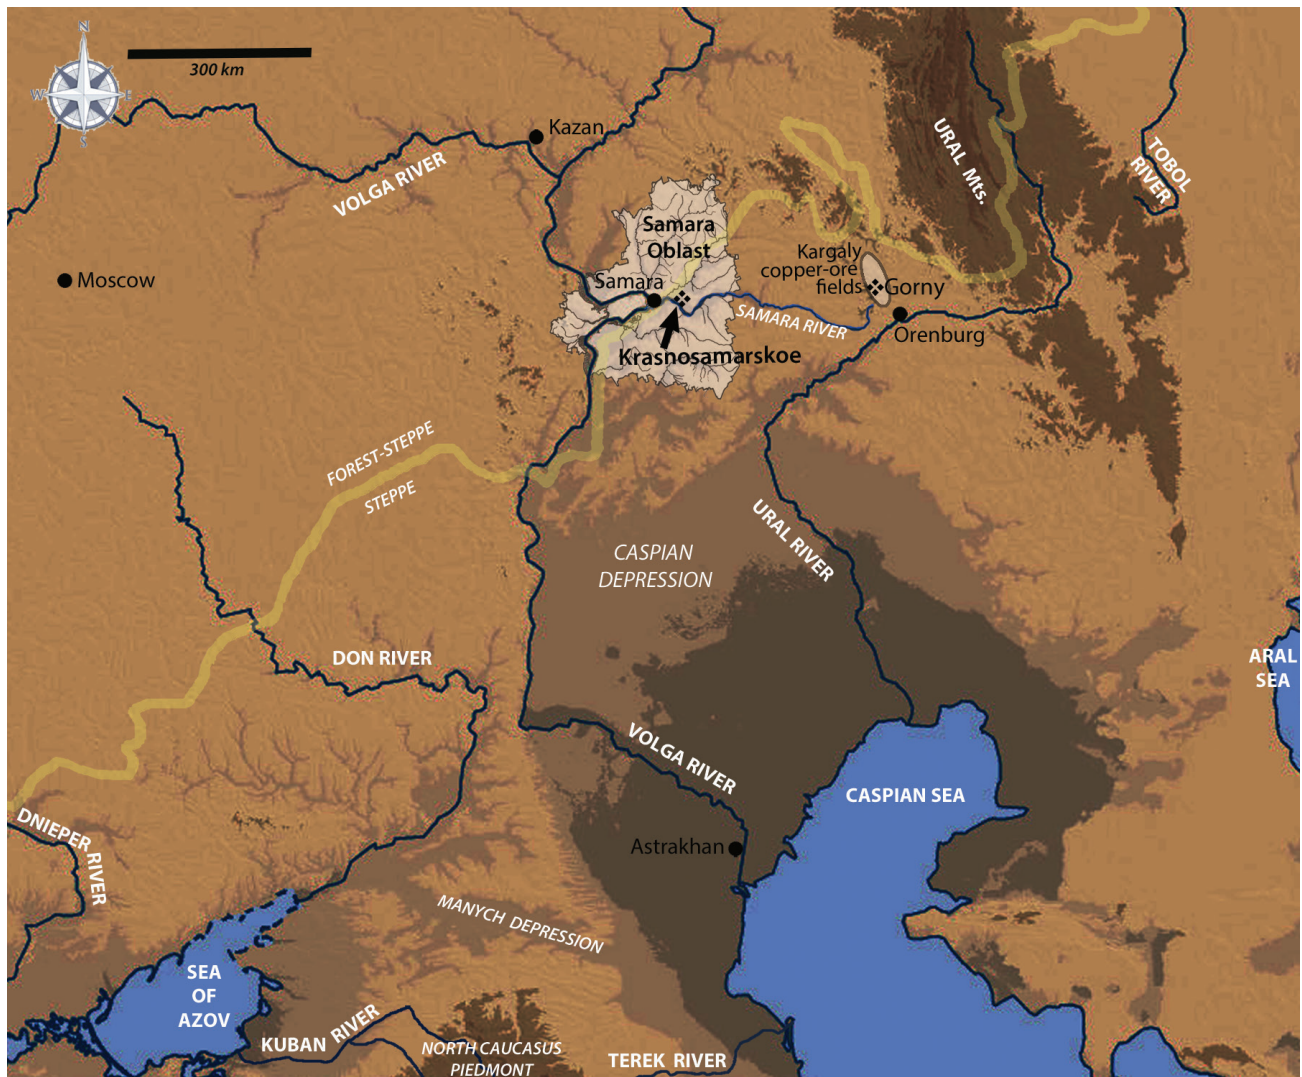 N
W
E
S
300 km
Kazan
VOLGA RIVER
URAL Mts.
TOBOL
RIVER
Samara
Oblast
Moscow
Kargaly
copper-ore
fields
Gorny
Samara
SAMARA RIVER
Orenburg
Krasnosamarskoe
FOREST-STEPPE
STEPPE
CASPIAN
DEPRESSION
URAL RIVER
DON RIVER
ARAL
SEA
VOLGA RIVER
CASPIAN SEA
DNIEPER RIVER
Astrakhan
MANYCH DEPRESSION
SEA
OF
AZOV
KUBAN RIVER
NORTH CAUCASUS
PIEDMONT
TEREK RIVER